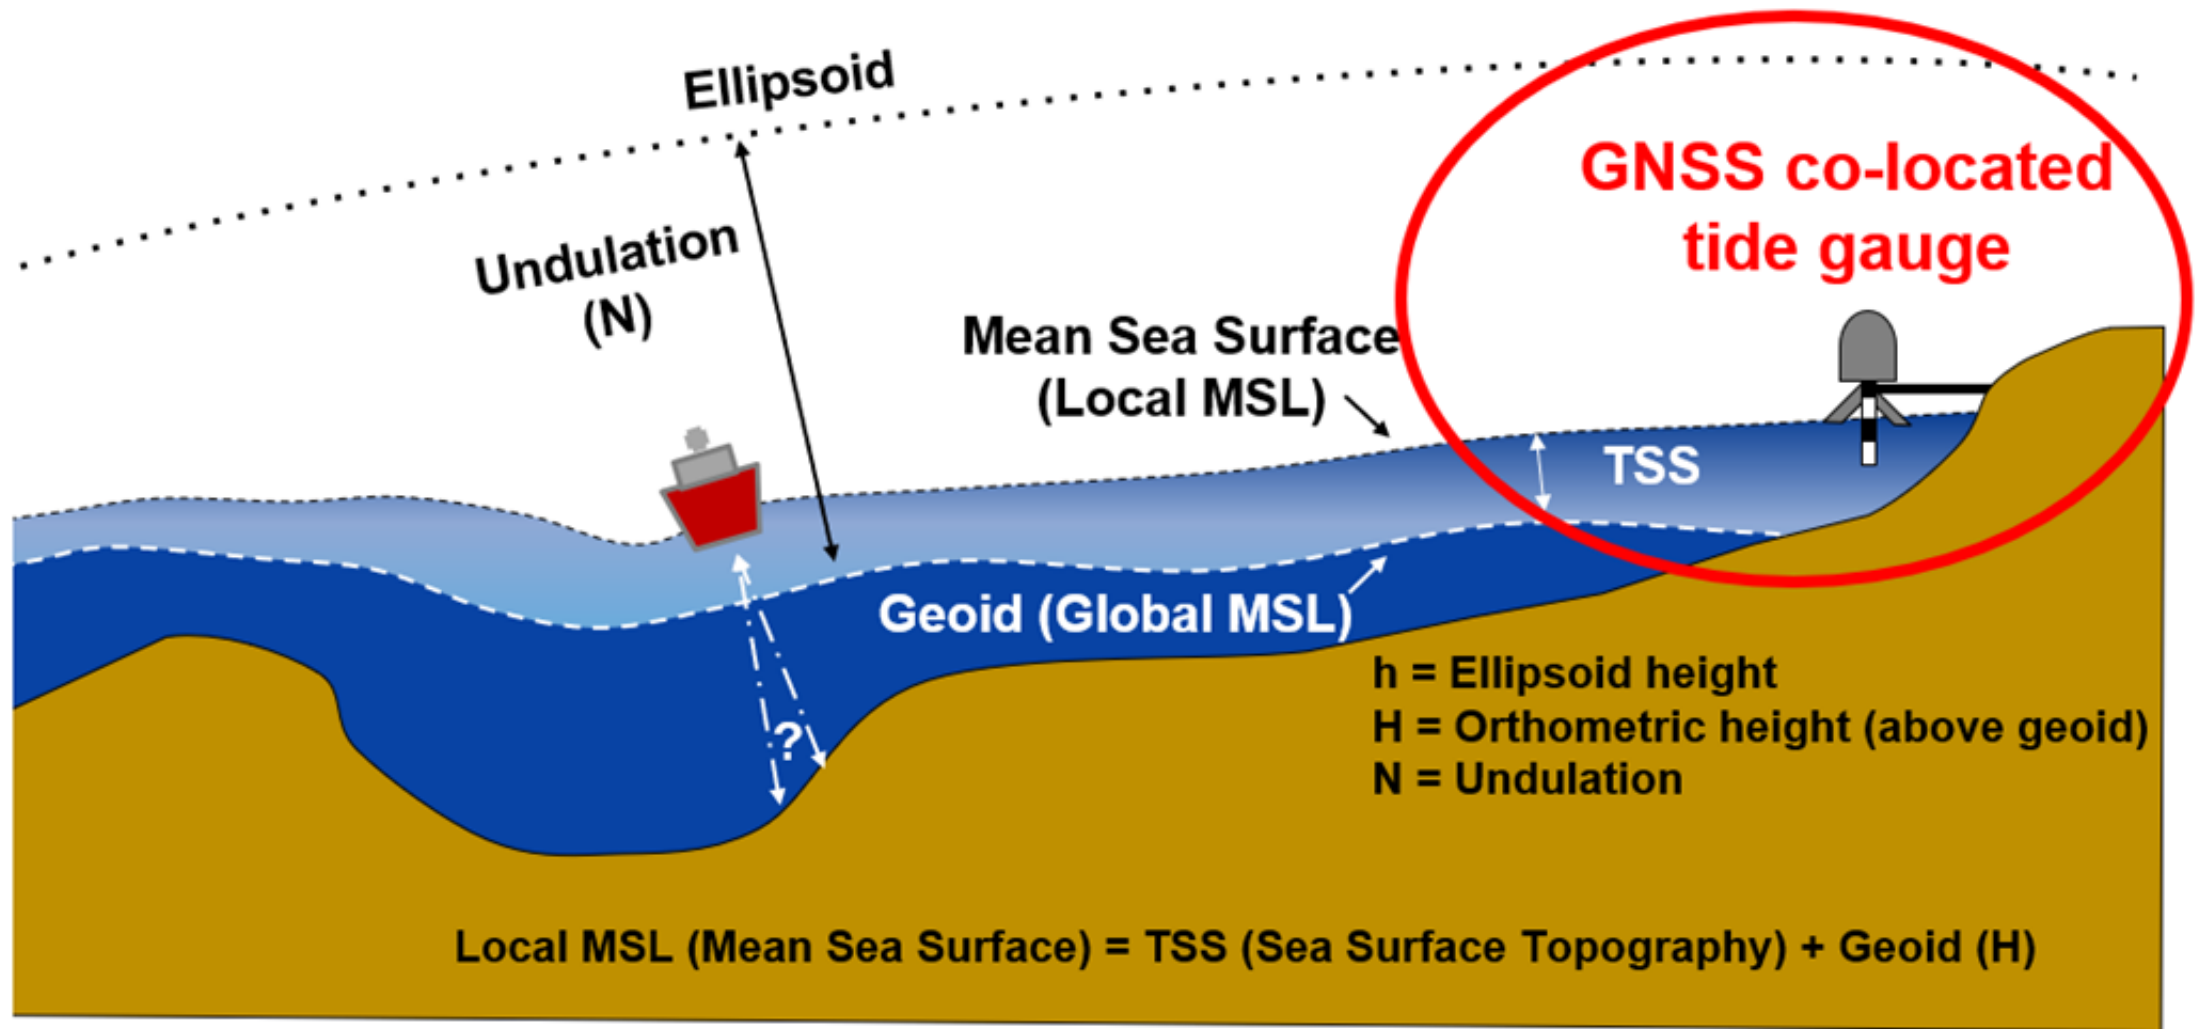 Ellipsoid
GNSS co-located
tide gauge
Undulation
(N)
Mean Sea Surface
(Local MSL)
TSS
Geoid (Global MSL)
h = Ellipsoid height
H = Orthometric height (above geoid)
N = Undulation
?
Local MSL (Mean Sea Surface) = TSS (Sea Surface Topography) + Geoid (H)